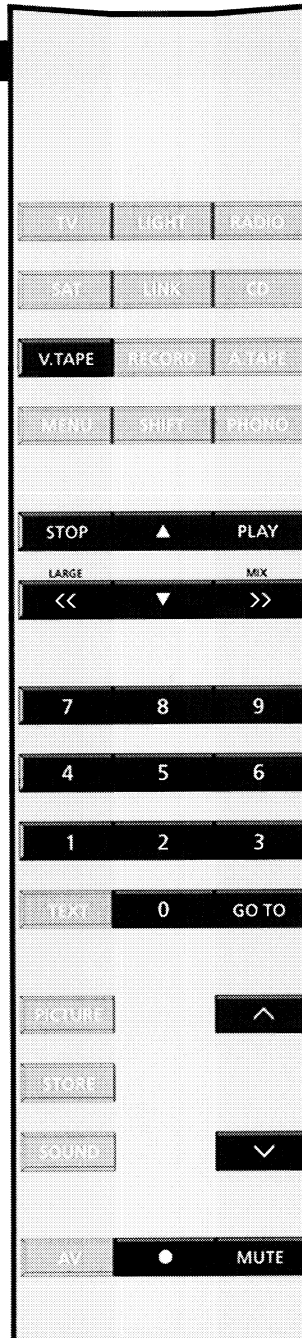 TV LIGHT RADIO
SAT LINK CD
V.TAPE RECORD A.TAPE
MENU SHIFT PHONO
STOP ▲ PLAY
LARGE MIX
<< ▼ >>
7 8 9
4 5 6
1 2 3
TEXT 0 GO TO
PICTURE
STORE
SOUND
AV ● MUTE